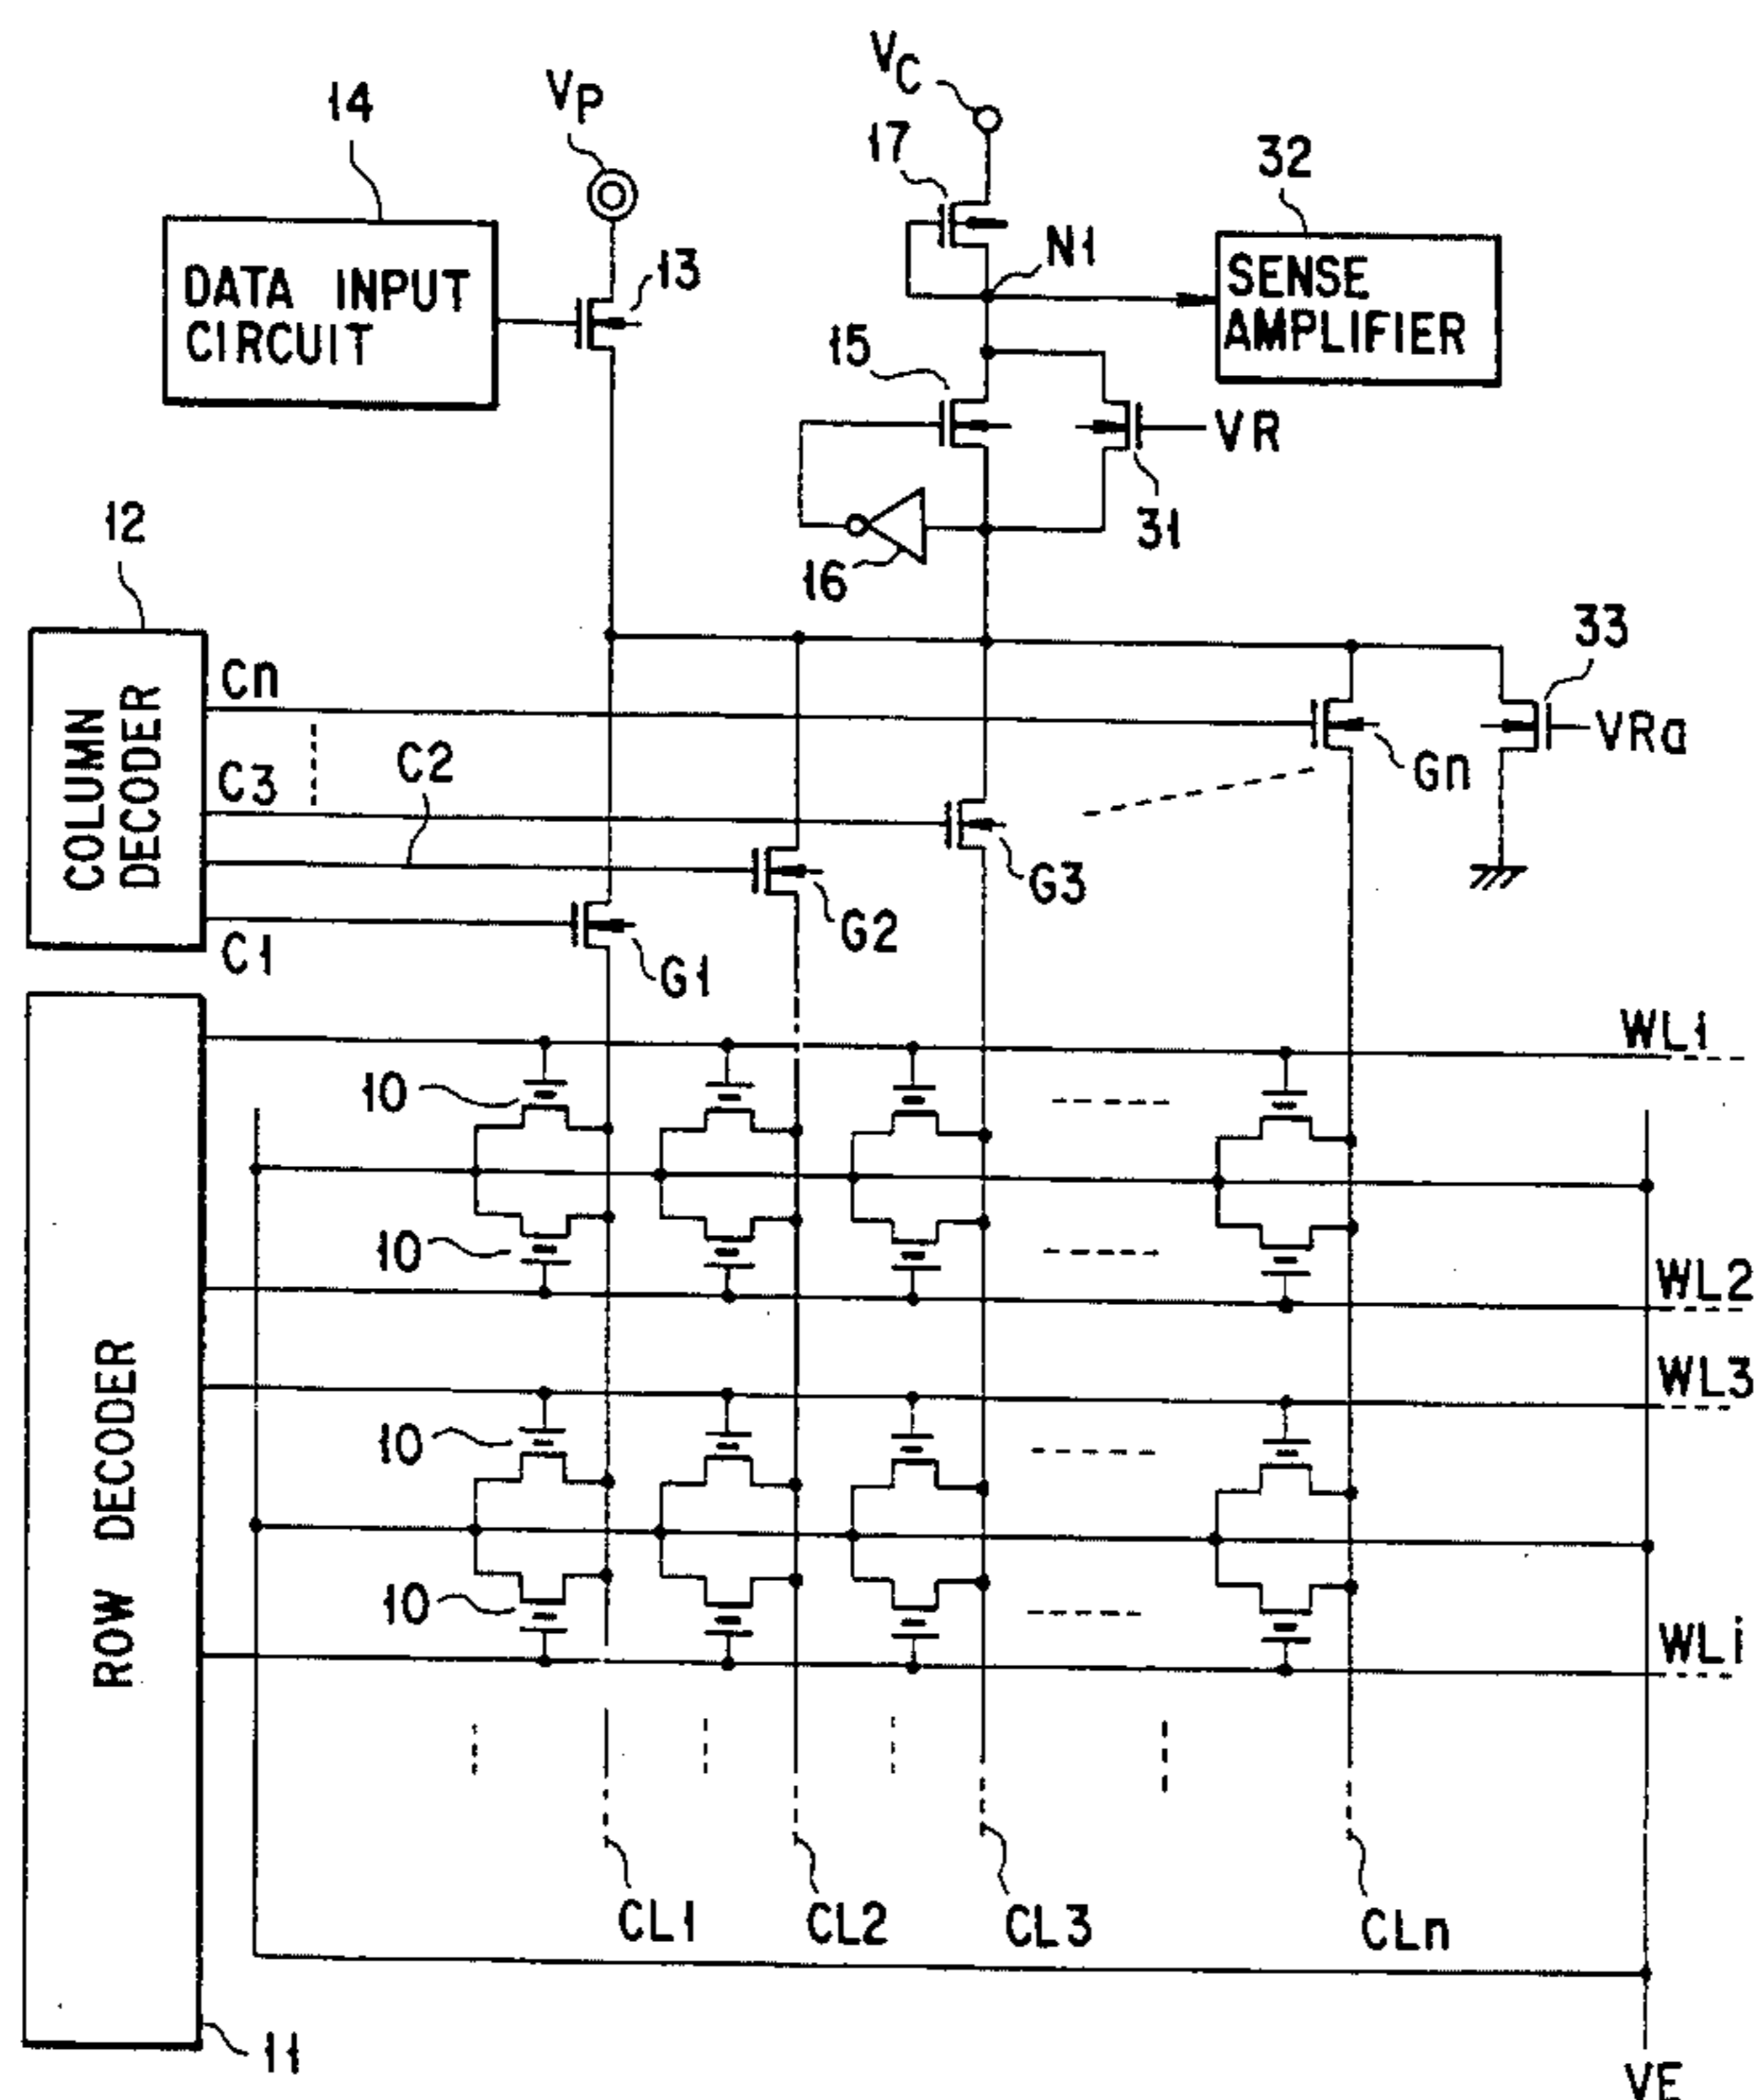 VC
VP
14
17
32
N1
13
DATA INPUT
CIRCUIT
SENSE
AMPLIFIER
15
VR
31
16
12
33
Cn
COLUMN
DECODER
C3
C2
VRa
Gn
G3
G2
C1
G1
WL1
10
10
WL2
WL3
10
ROW DECODER
10
WLi
CL1
CL2
CL3
CLn
11
VE